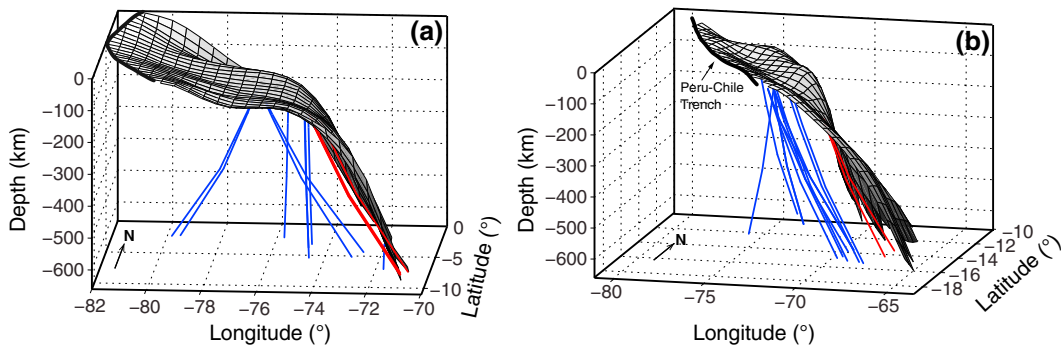 (a)
0
−100
−200
−300
−400
−500
−600
Depth (km)
N
−82
−80
−78
−76
−74
−72
−70
Longitude (°)
0
−5
−10
Latitude (°)
(b)
Peru-Chile
Trench
0
−100
−200
−300
−400
−500
−600
Depth (km)
N
−80
−75
−70
−65
Longitude (°)
−10
−12
−14
−16
−18
Latitude (°)